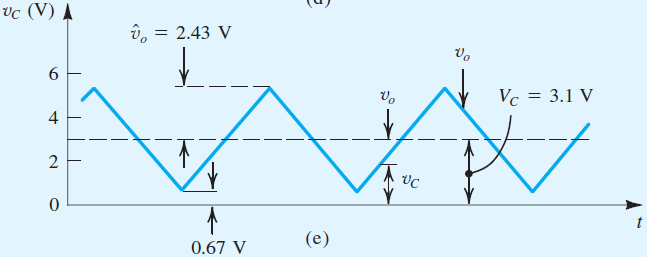 (d)
v_C (V)
v̂_o = 2.43 V
v_o
6
v_o
V_C = 3.1 V
4
2
v_C
0
t
0.67 V
(e)